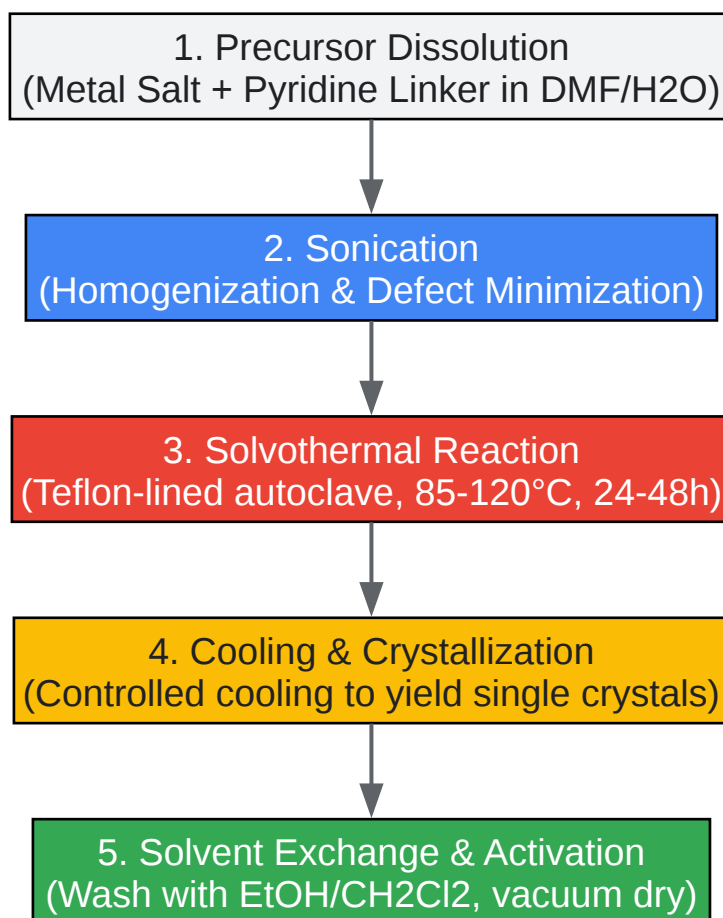 1. Precursor Dissolution
(Metal Salt + Pyridine Linker in DMF/H2O)
2. Sonication
(Homogenization & Defect Minimization)
3. Solvothermal Reaction
(Teflon-lined autoclave, 85-120°C, 24-48h)
4. Cooling & Crystallization
(Controlled cooling to yield single crystals)
5. Solvent Exchange & Activation
(Wash with EtOH/CH2Cl2, vacuum dry)